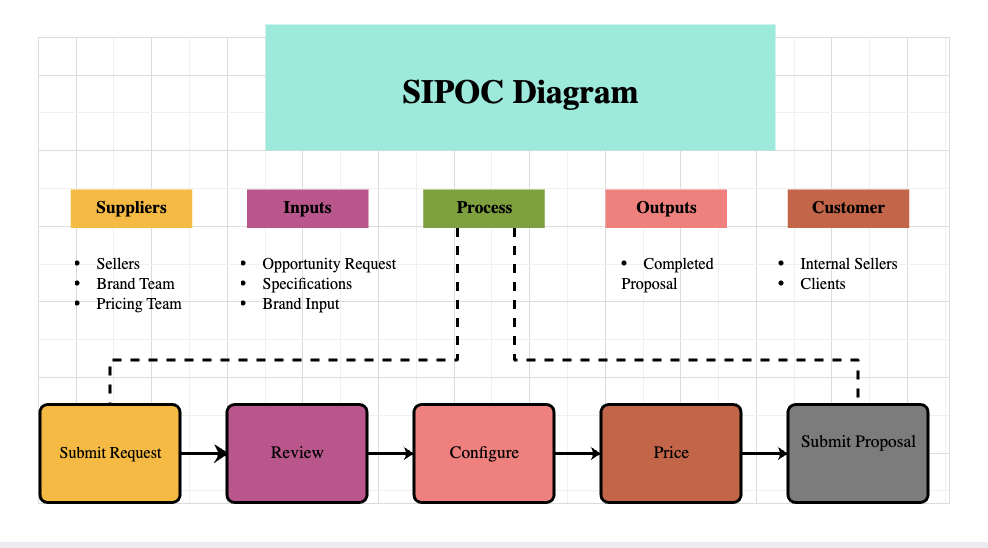 SIPOC Diagram
Suppliers
Inputs
Process
Outputs
Customer
• Sellers
• Brand Team
• Pricing Team
• Opportunity Request
• Specifications
• Brand Input
• Completed
Proposal
• Internal Sellers
• Clients
Submit Request
Review
Configure
Price
Submit Proposal